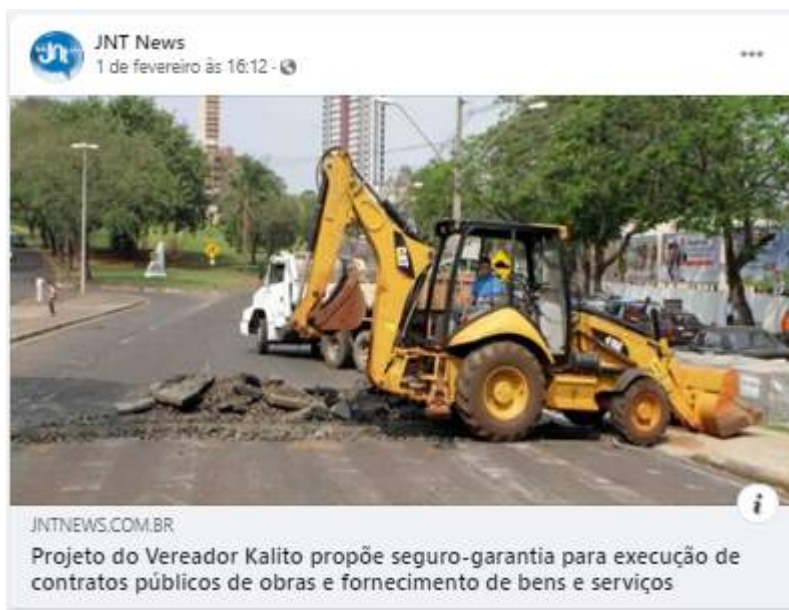 JNT News
1 de fevereiro às 16:12 ·
JNTNEWS.COM.BR
Projeto do Vereador Kalito propõe seguro-garantia para execução de
contratos públicos de obras e fornecimento de bens e serviços